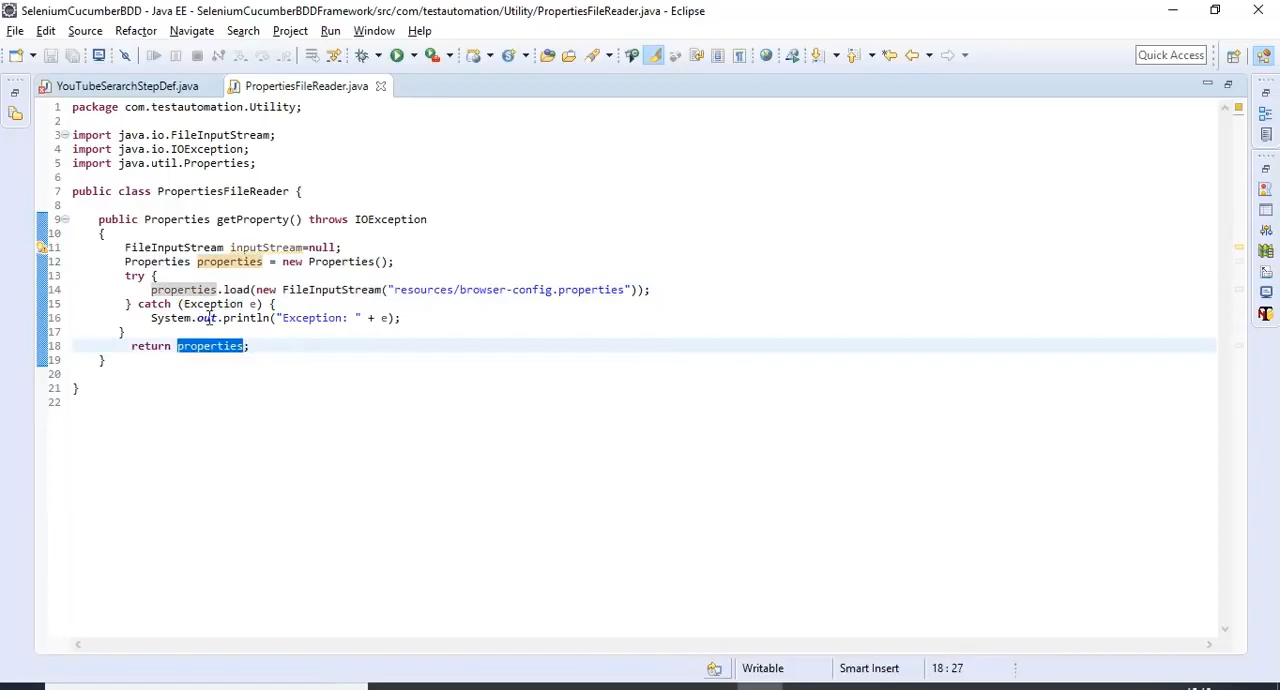 SeleniumCucumberBDD - Java EE - SeleniumCucumberBDDFramework/src/com/testautomation/Utility/PropertiesFileReader.java - Eclipse
File Edit Source Refactor Navigate Search Project Run Window Help
Quick Access
YouTubeSerarchStepDef.java PropertiesFileReader.java
1 package com.testautomation.Utility;
2
3 import java.io.FileInputStream;
4 import java.io.IOException;
5 import java.util.Properties;
6
7 public class PropertiesFileReader {
8
9 public Properties getProperty() throws IOException
10 {
11 FileInputStream inputStream=null;
12 Properties properties = new Properties();
13 try {
14 properties.load(new FileInputStream("resources/browser-config.properties"));
15 } catch (Exception e) {
16 System.out.println("Exception: " + e);
17 }
18 return properties;
19 }
20
21 }
22
Writable Smart Insert 18 : 27